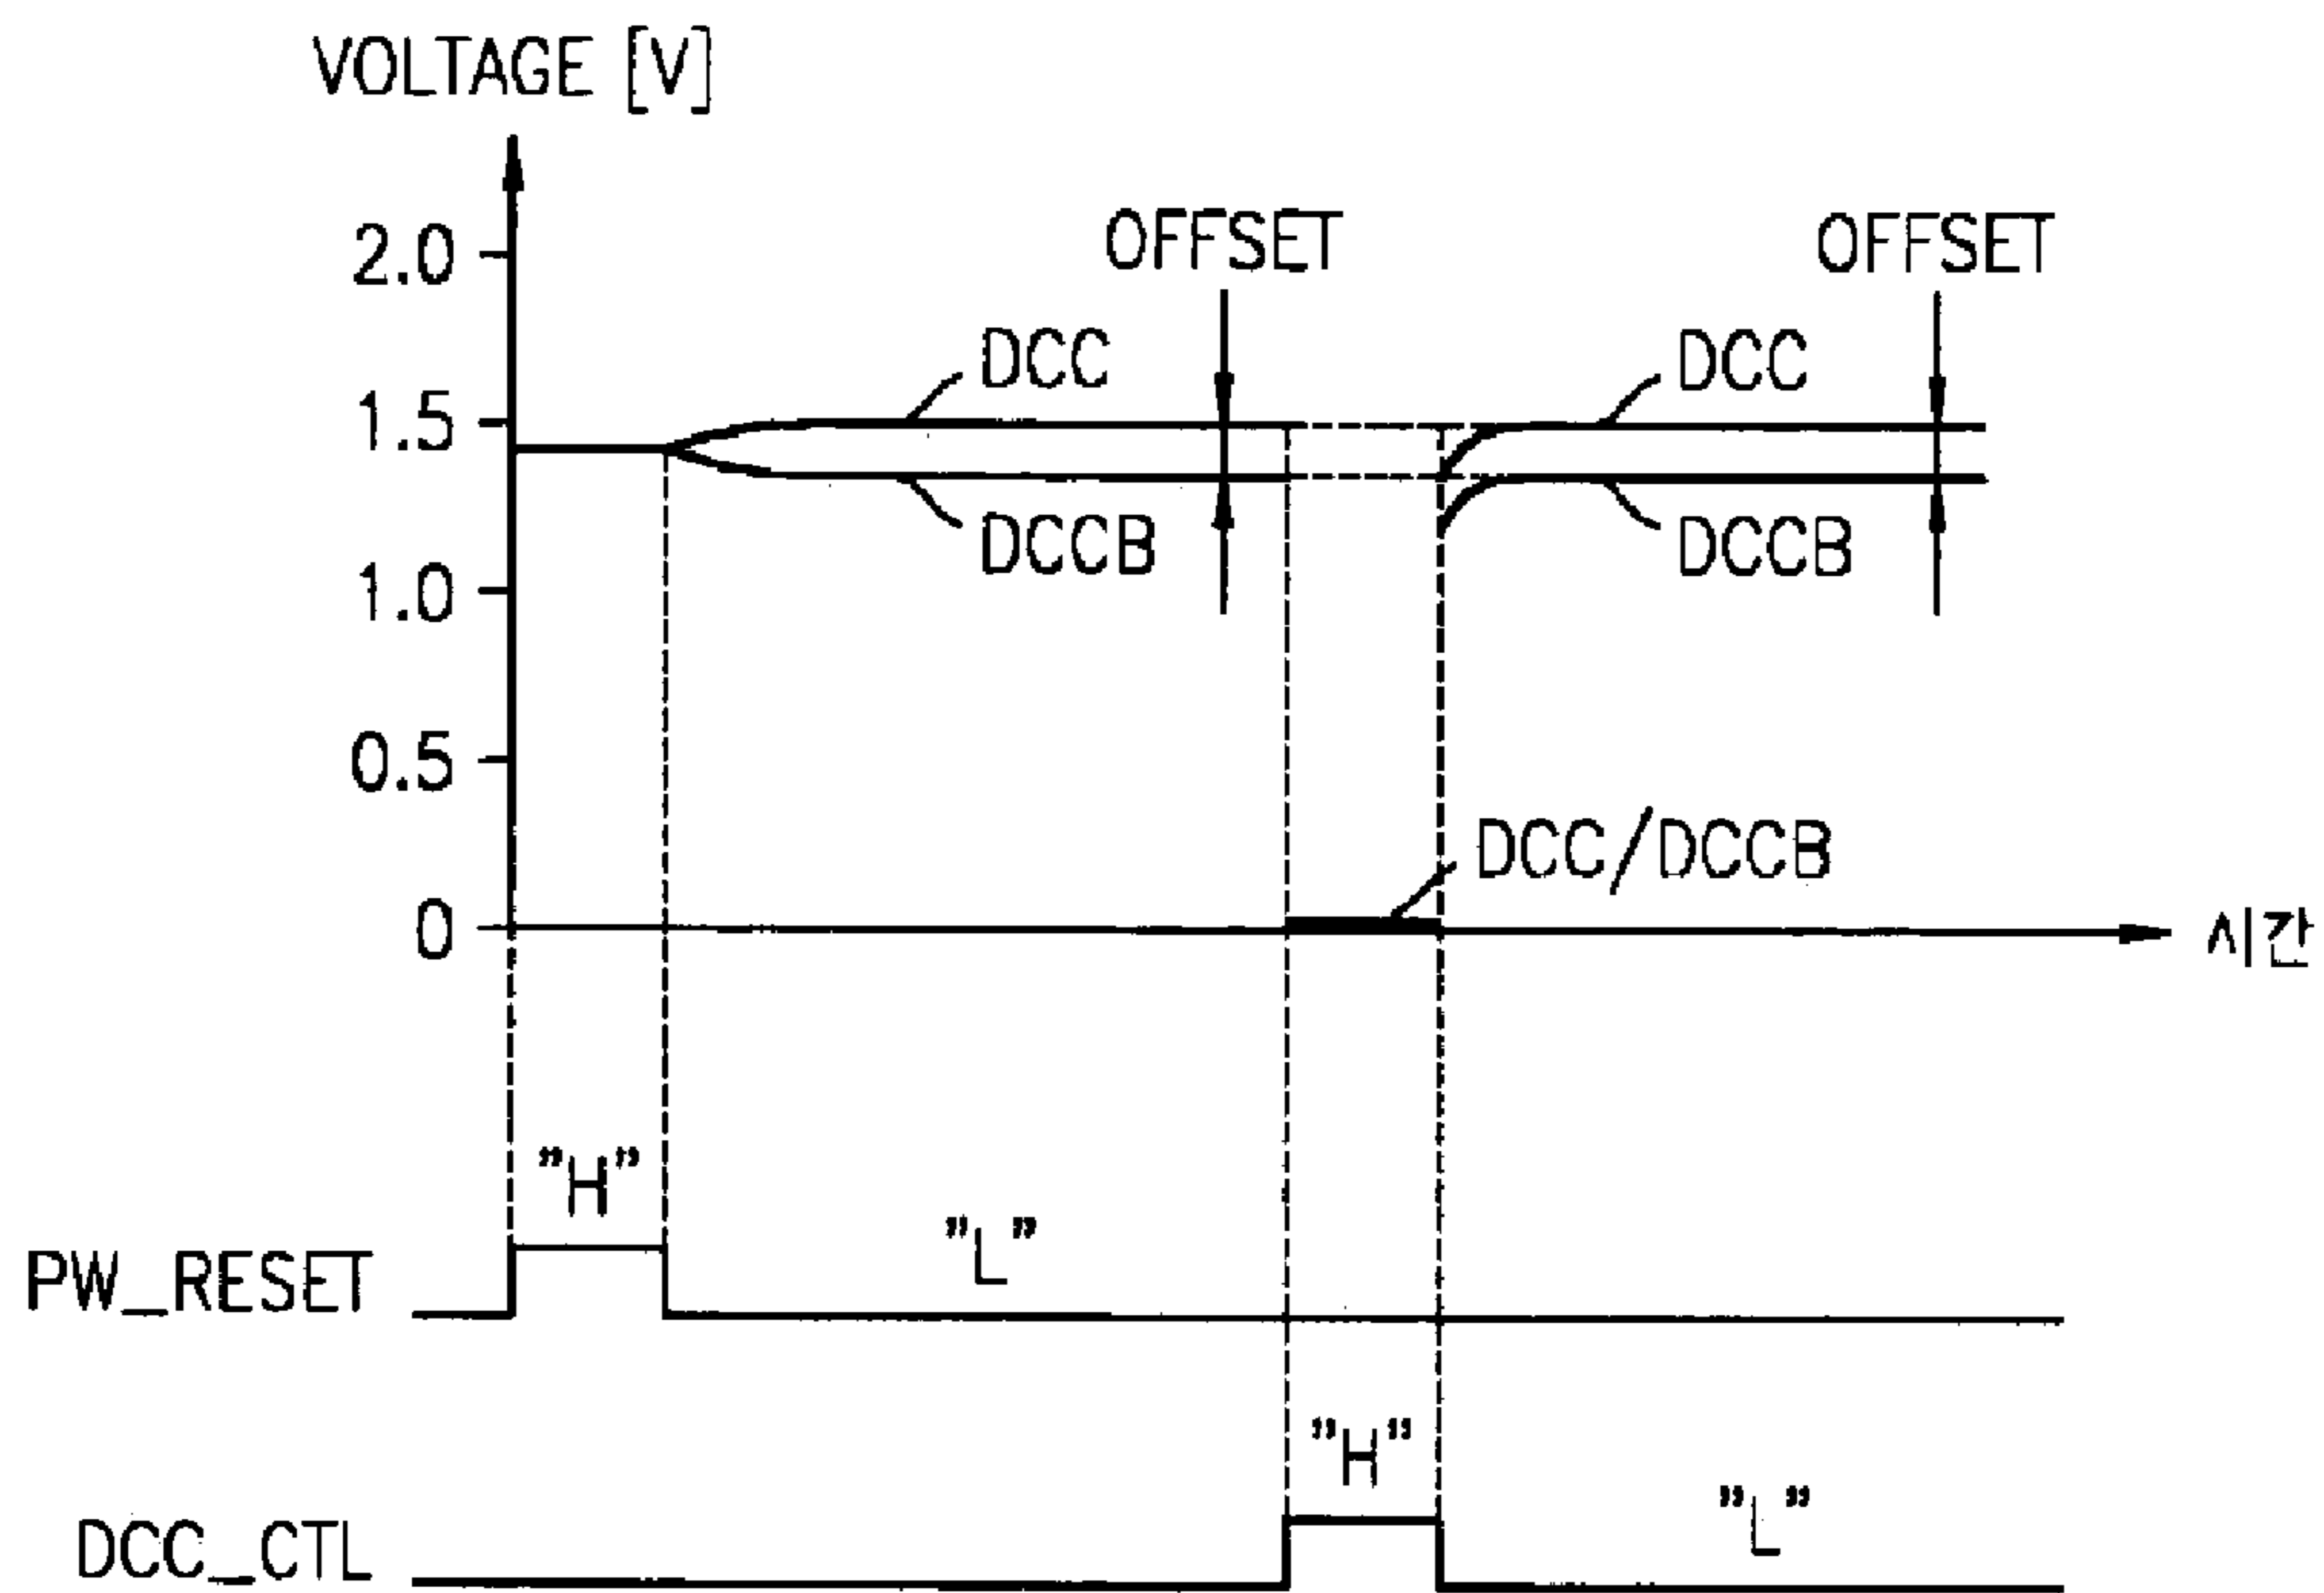 VOLTAGE [V]
2.0
OFFSET
OFFSET
DCC
DCC
1.5
DCCB
DCCB
1.0
0.5
DCC/DCCB
0
시간
"H"
"L"
PW_RESET
"H"
"L"
DCC_CTL